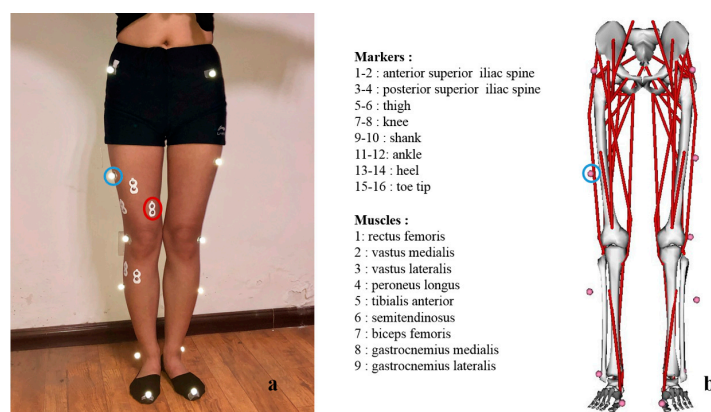 Markers :
1-2 : anterior superior iliac spine
3-4 : posterior superior iliac spine
5-6 : thigh
7-8 : knee
9-10 : shank
11-12: ankle
13-14 : heel
15-16 : toe tip
Muscles :
1: rectus femoris
2 : vastus medialis
3 : vastus lateralis
4 : peroneus longus
5 : tibialis anterior
6 : semitendinosus
7 : biceps femoris
8 : gastrocnemius medialis
9 : gastrocnemius lateralis
a
b